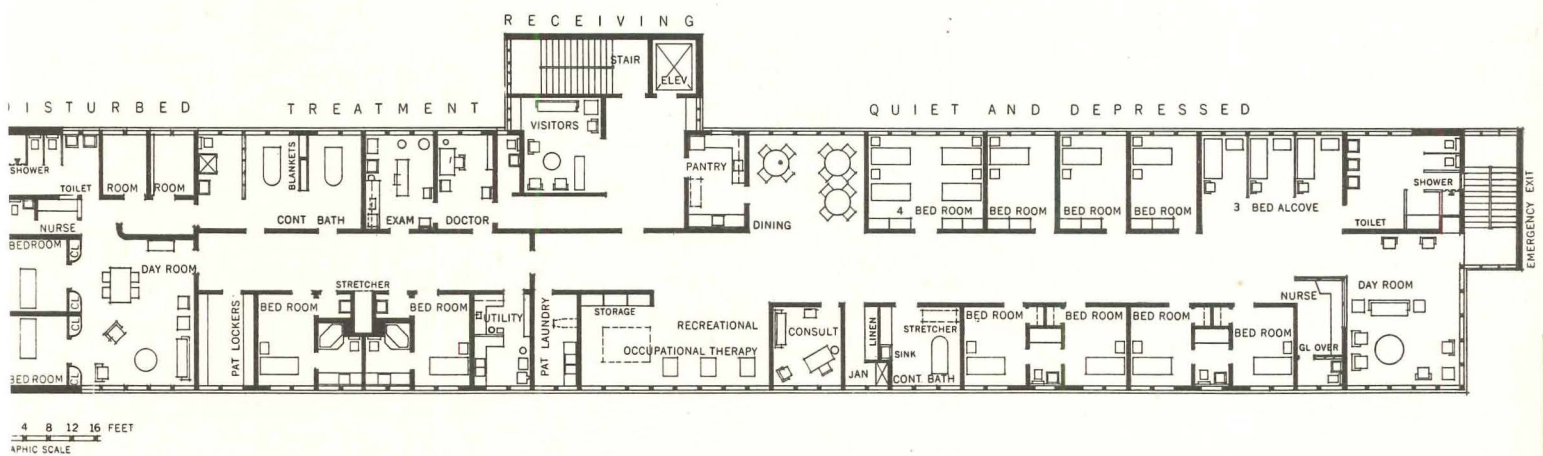 RECEIVING
STAIR
ELEV.
DISTURBED TREATMENT QUIET AND DEPRESSED
VISITORS
SHOWER
TOILET
ROOM
ROOM
BLANKETS
CONT BATH
EXAM
DOCTOR
PANTRY
DINING
4 BED ROOM
BED ROOM
BED ROOM
BED ROOM
3 BED ALCOVE
TOILET
SHOWER
EMERGENCY EXIT
NURSE
BEDROOM
CL
CL
CL
CL
BED ROOM
DAY ROOM
PAT LOCKERS
BED ROOM
STRETCHER
BED ROOM
UTILITY
PAT LAUNDRY
STORAGE
RECREATIONAL
OCCUPATIONAL THERAPY
CONSULT
LINEN
JAN
STRETCHER
SINK
CONT. BATH
BED ROOM
BED ROOM
BED ROOM
BED ROOM
NURSE
GL OVER
DAY ROOM
4 8 12 16 FEET
APHIC SCALE